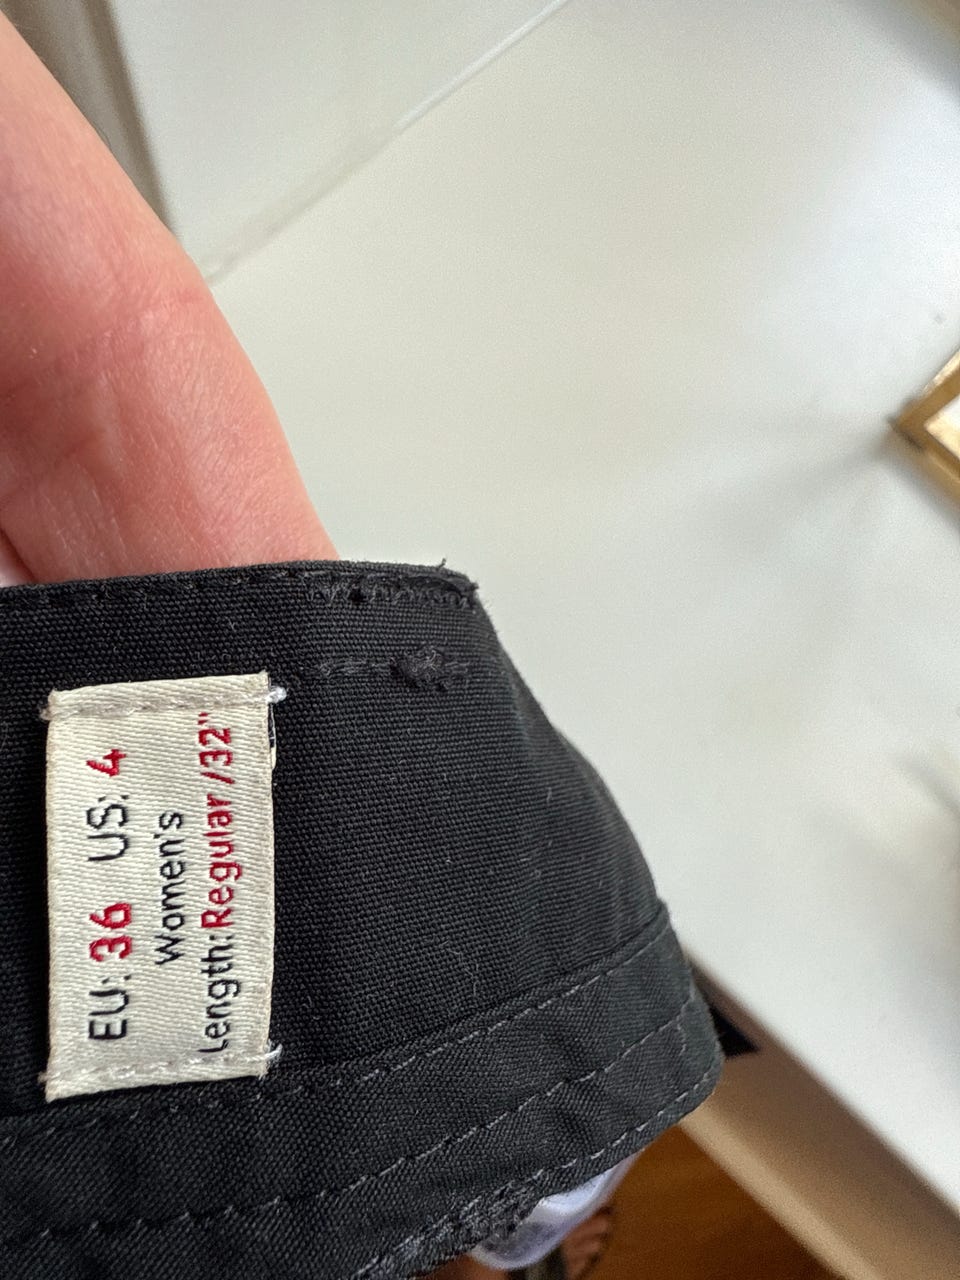 EU: 36 US: 4
Women's
Length: Regular /32"